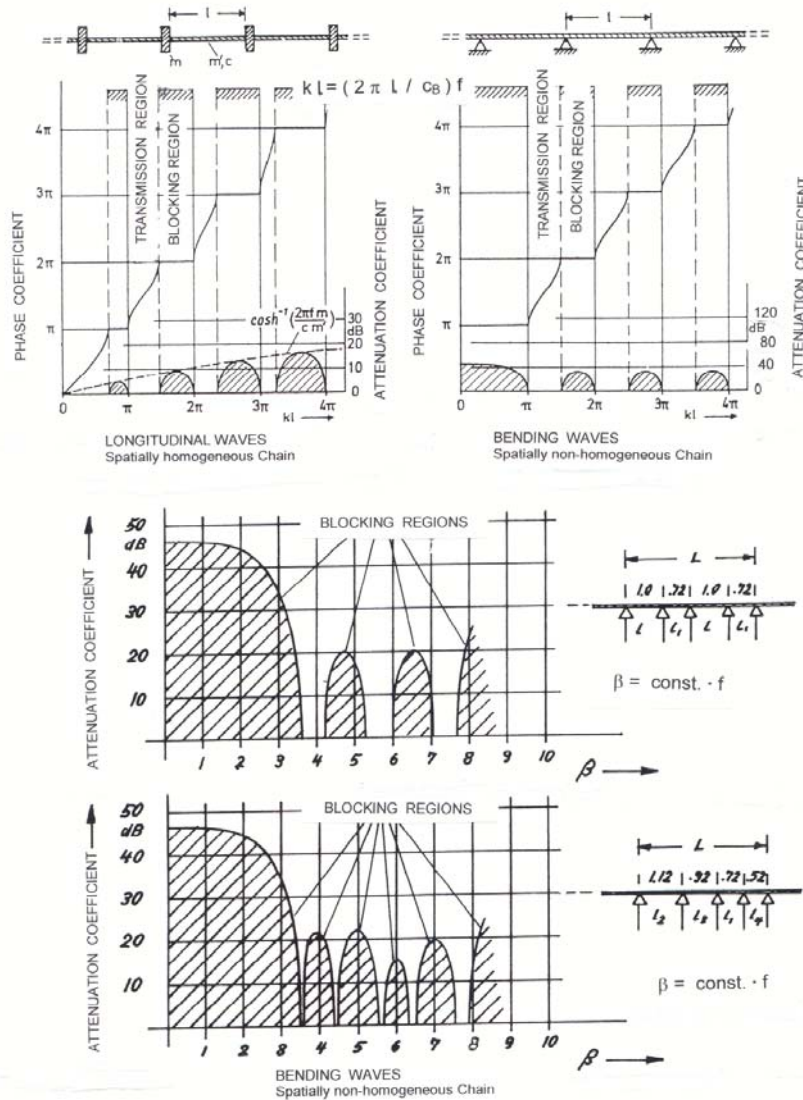 l
l
m m',c
kl=(2π l / c_B) f
PHASE COEFFICIENT
4π
3π
2π
π
0
TRANSMISSION REGION
BLOCKING REGION
cosh⁻¹(2πfm / c m')
30
dB
20
10
0
ATTENUATION COEFFICIENT
π 2π 3π 4π
kl
LONGITUDINAL WAVES
Spatially homogeneous Chain
PHASE COEFFICIENT
4π
3π
2π
π
0
TRANSMISSION REGION
BLOCKING REGION
120
dB
80
40
0
ATTENUATION COEFFICIENT
π 2π 3π 4π
kl
BENDING WAVES
Spatially non-homogeneous Chain
ATTENUATION COEFFICIENT
50
dB
40
30
20
10
BLOCKING REGIONS
1 2 3 4 5 6 7 8 9 10
β
L
1.0 .72 1.0 .72
L L₁ L L₁
β = const. · f
ATTENUATION COEFFICIENT
50
dB
40
30
20
10
BLOCKING REGIONS
1 2 3 4 5 6 7 8 9 10
β
BENDING WAVES
Spatially non-homogeneous Chain
L
1.12 .92 .72 .52
β = const. · f